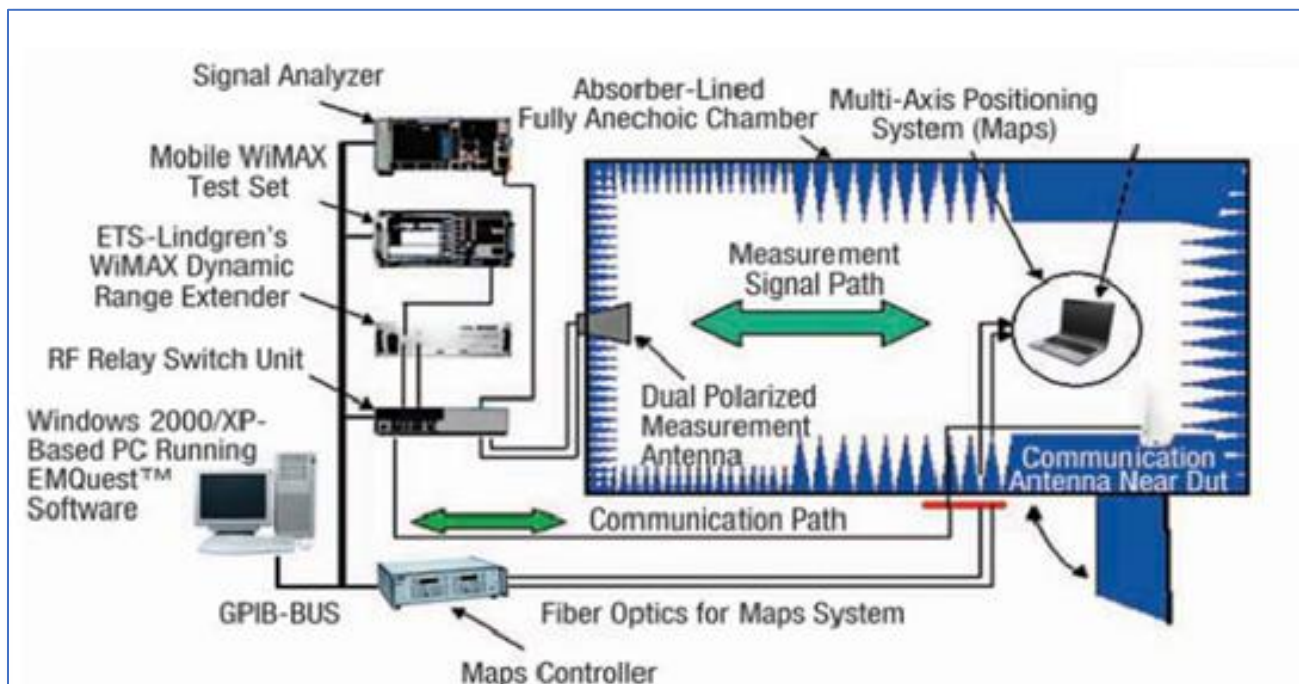 Signal Analyzer
Mobile WiMAX
Test Set
ETS-Lindgren's
WiMAX Dynamic
Range Extender
RF Relay Switch Unit
Windows 2000/XP-
Based PC Running
EMQuest™
Software
GPIB-BUS
Maps Controller
Absorber-Lined
Fully Anechoic Chamber
Multi-Axis Positioning
System (Maps)
Measurement
Signal Path
Dual Polarized
Measurement
Antenna
Communication
Antenna Near Dut
Communication Path
Fiber Optics for Maps System